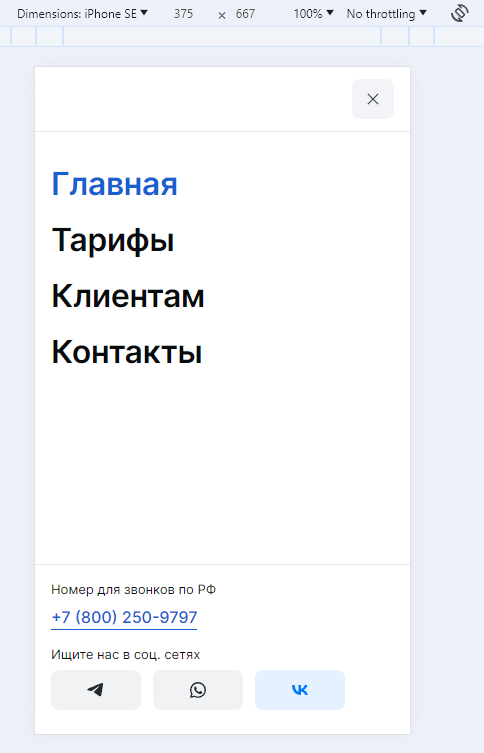 Dimensions: iPhone SE 375 × 667 100% No throttling
Главная
Тарифы
Клиентам
Контакты
Номер для звонков по РФ
+7 (800) 250-9797
Ищите нас в соц. сетях